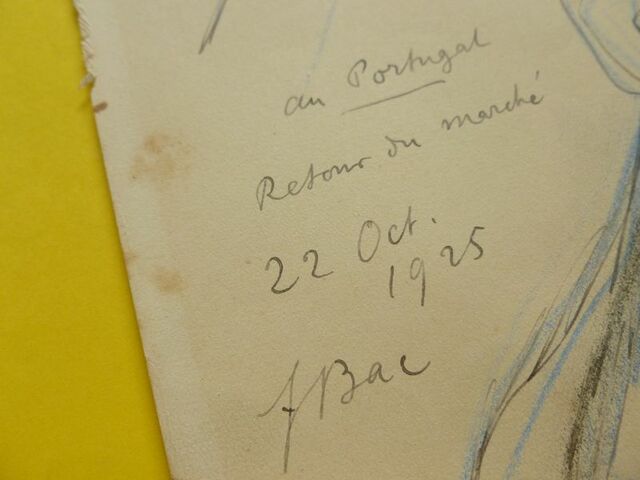 au Portugal
Retour du marché
22 Oct.
1925
f Bac